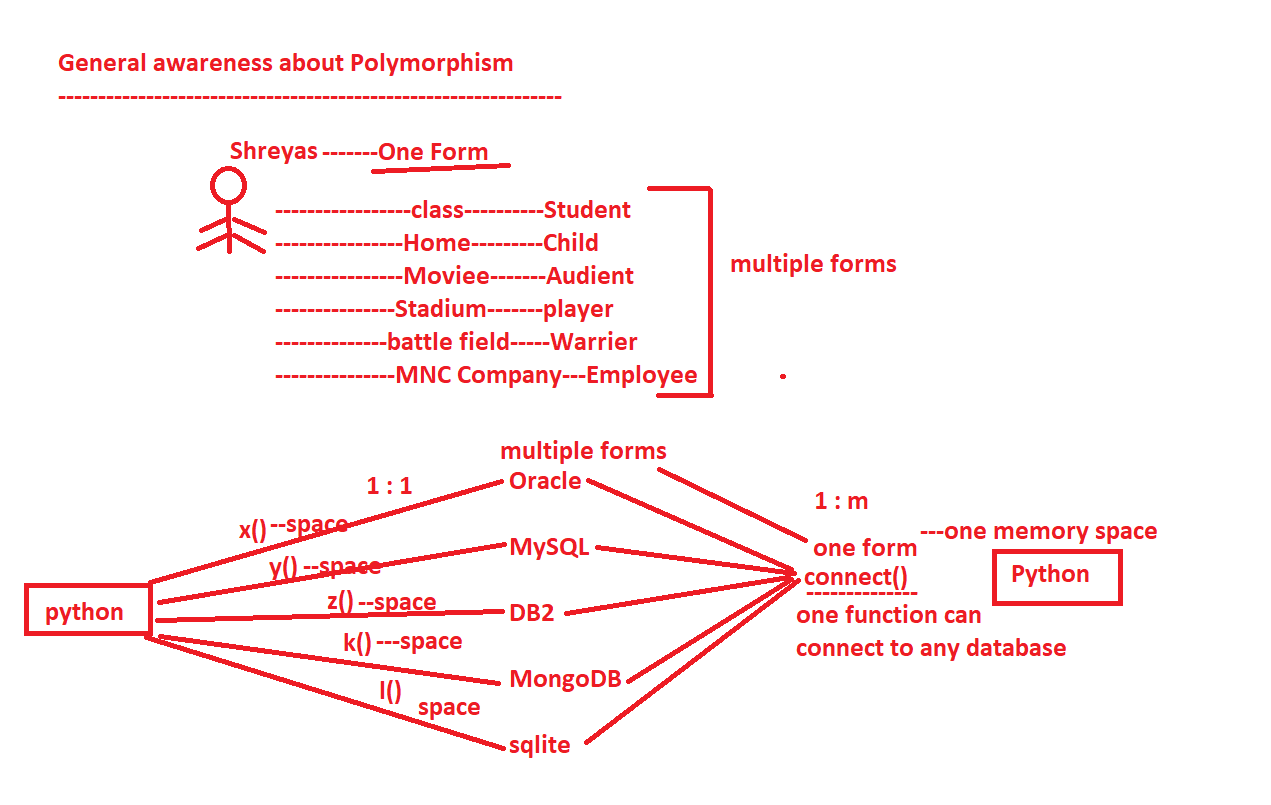 General awareness about Polymorphism
---------------------------------------------------------------
Shreyas -------One Form
-----------------class----------Student
----------------Home---------Child
----------------Moviee-------Audient
---------------Stadium-------player
--------------battle field-----Warrier
---------------MNC Company---Employee
multiple forms
multiple forms
1 : 1
Oracle
x() --space
MySQL
y() --space
z() --space
DB2
k() ---space
MongoDB
l()
space
sqlite
python
1 : m
one form ---one memory space
connect()
--------------
Python
one function can
connect to any database